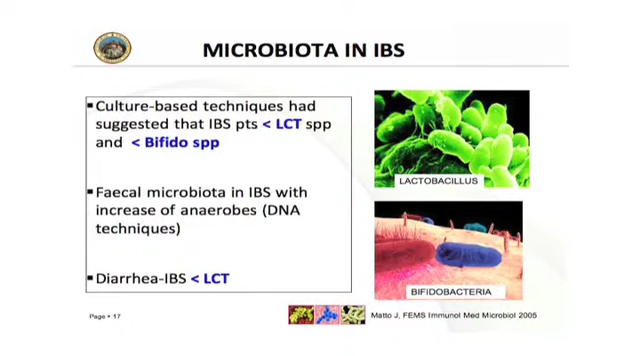 MICROBIOTA IN IBS
▪ Culture-based techniques had
suggested that IBS pts < LCT spp
and < Bifido spp
▪ Faecal microbiota in IBS with
increase of anaerobes (DNA
techniques)
▪ Diarrhea-IBS < LCT
LACTOBACILLUS
BIFIDOBACTERIA
Page ▪ 17
Matto J, FEMS Immunol Med Microbiol 2005